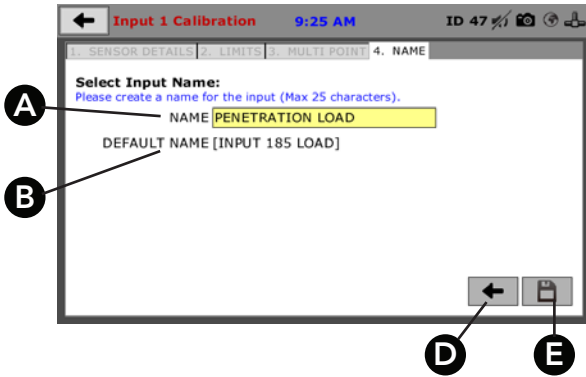 Input 1 Calibration 9:25 AM ID 47
1. SENSOR DETAILS 2. LIMITS 3. MULTI POINT 4. NAME
Select Input Name:
Please create a name for the input (Max 25 characters).
A NAME PENETRATION LOAD
DEFAULT NAME [INPUT 185 LOAD]
B
D E